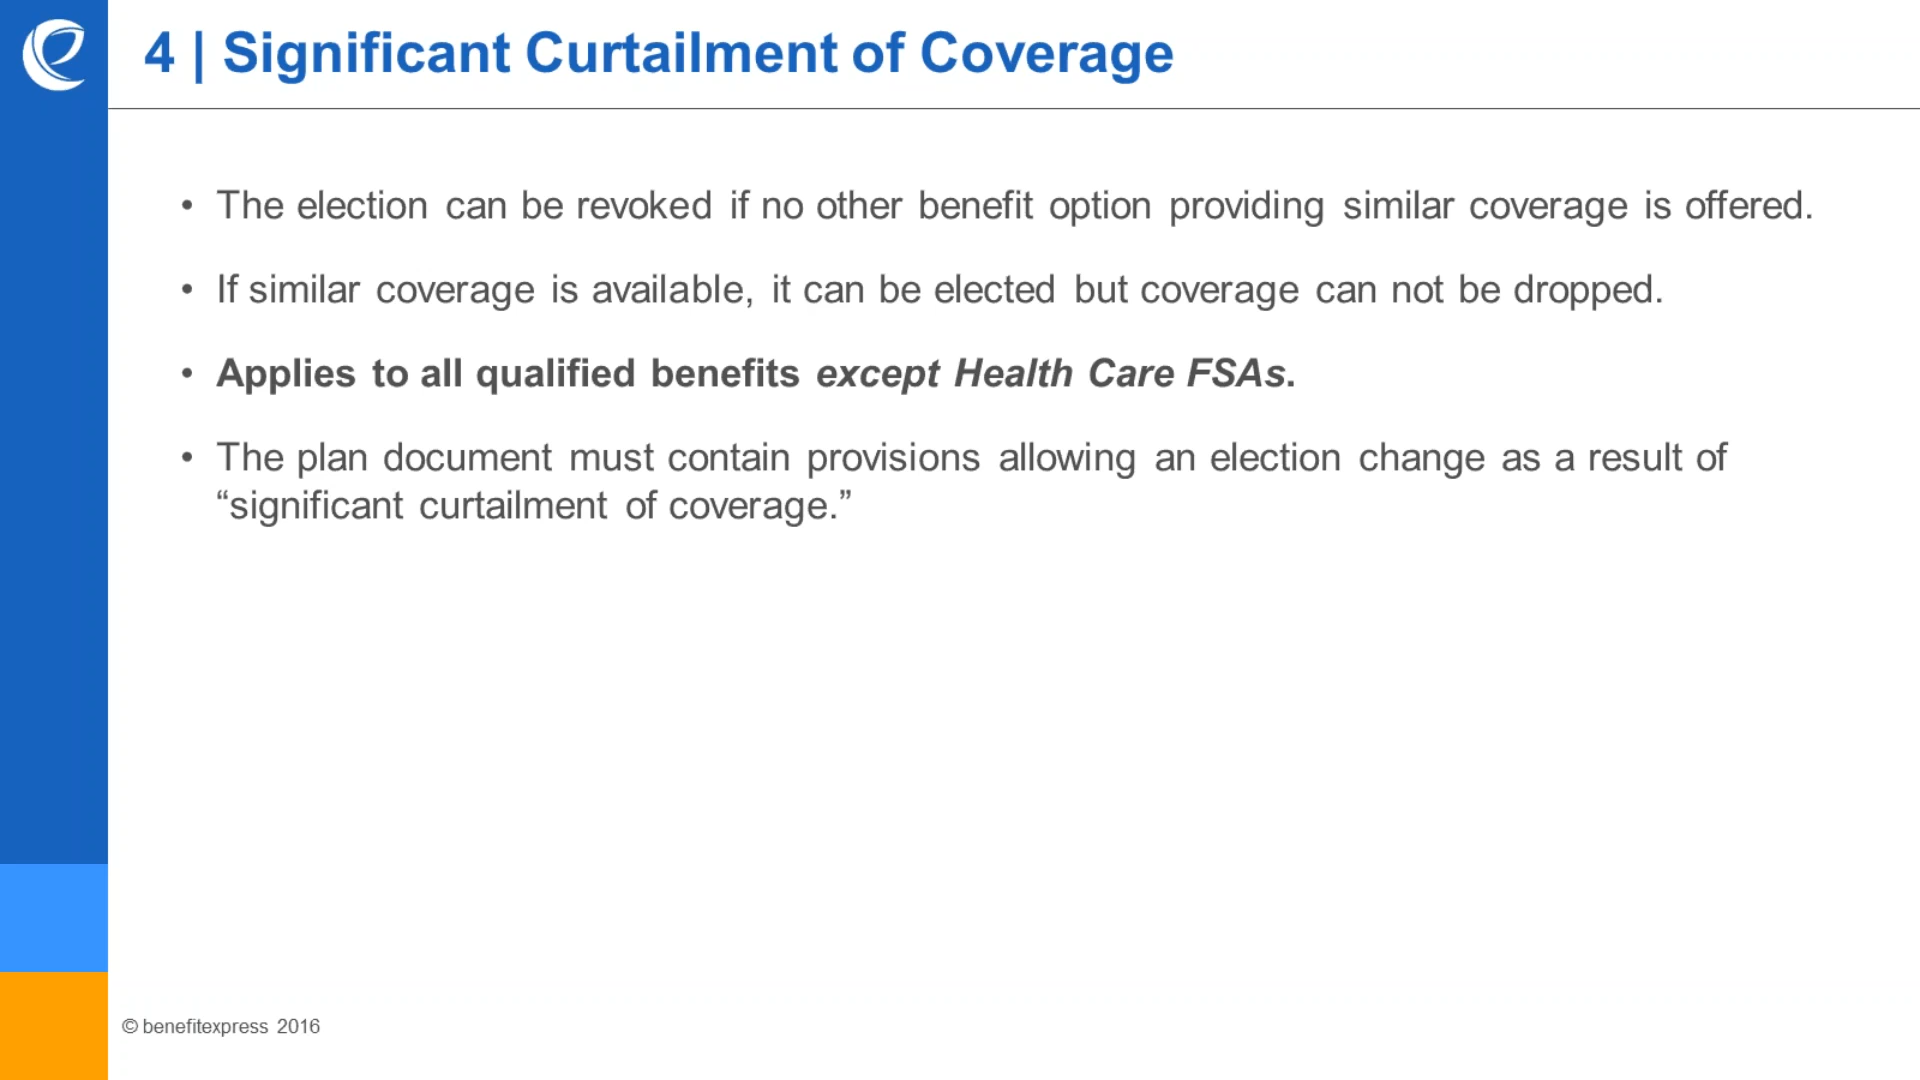 4 | Significant Curtailment of Coverage
• The election can be revoked if no other benefit option providing similar coverage is offered.
• If similar coverage is available, it can be elected but coverage can not be dropped.
• Applies to all qualified benefits except Health Care FSAs.
• The plan document must contain provisions allowing an election change as a result of
“significant curtailment of coverage.”
© benefitexpress 2016